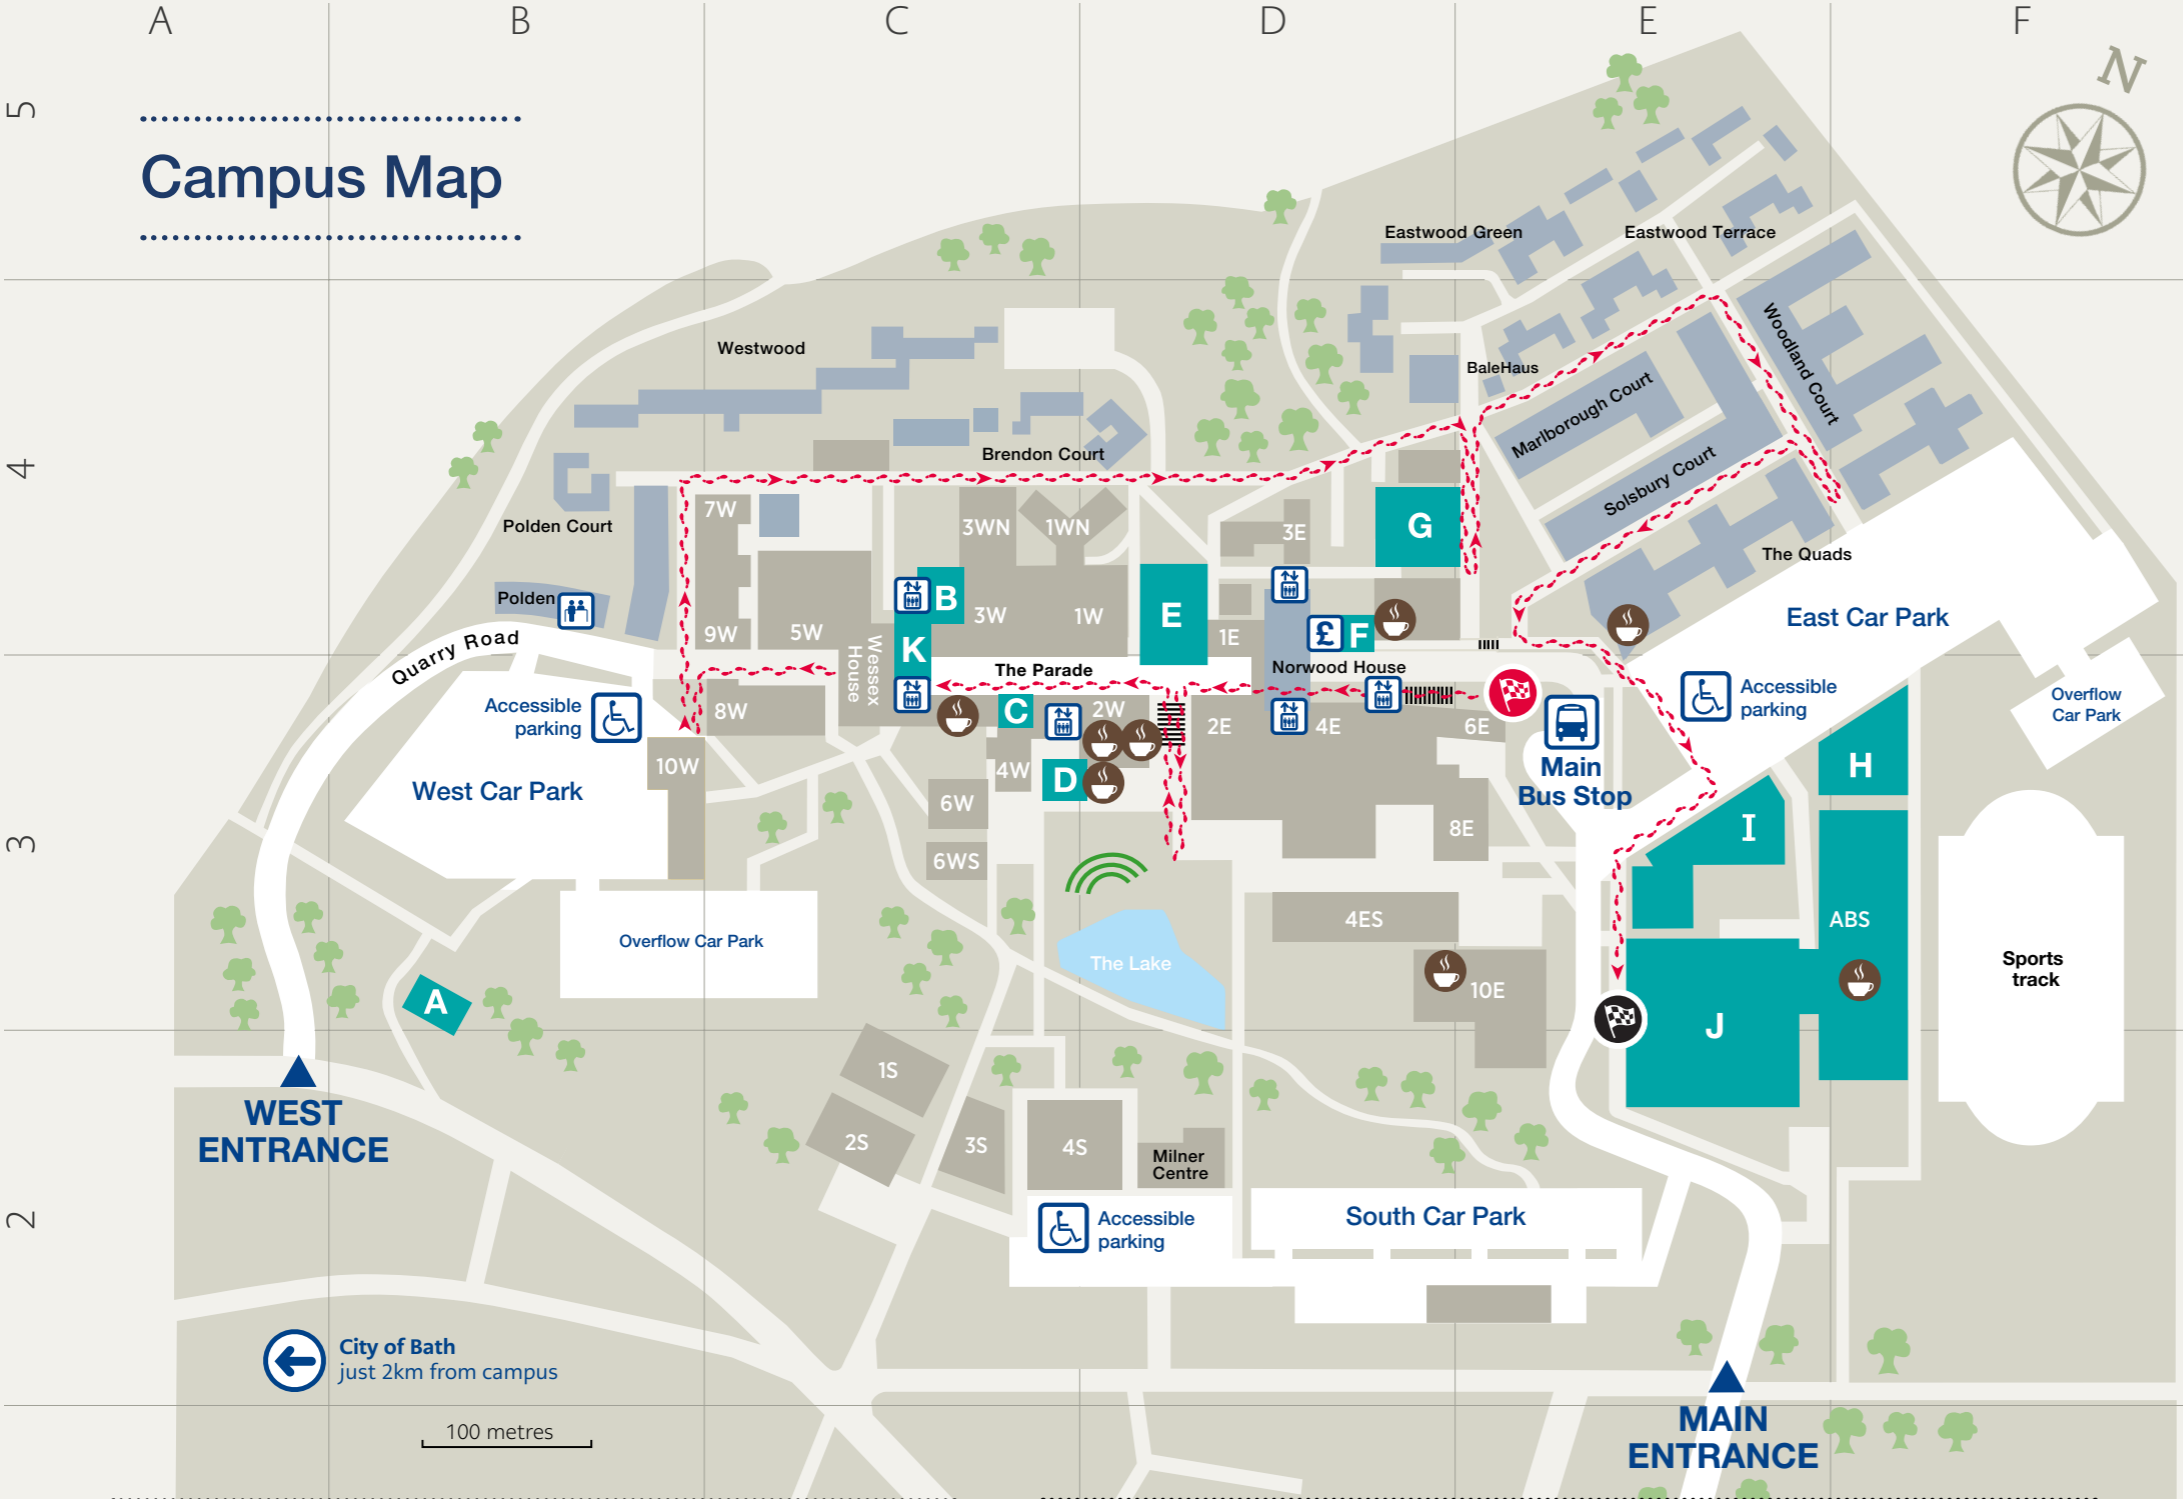 A
B
C
D
E
F
N
5
Campus Map
Eastwood Green
Eastwood Terrace
Westwood
Woodland Court
BaleHaus
Marlborough Court
4
Brendon Court
Solsbury Court
Polden Court
7W
3WN
1WN
3E
G
The Quads
Polden
B
3W
1W
E
East Car Park
9W
5W
K
1E
£
F
Quarry Road
Wessex
House
The Parade
Norwood House
Accessible
parking
Accessible
parking
Overflow
Car Park
8W
C
2W
2E
4E
6E
10W
4W
D
Main
Bus Stop
H
West Car Park
6W
8E
I
3
6WS
4ES
ABS
Overflow Car Park
The Lake
10E
Sports
track
A
J
1S
WEST
ENTRANCE
2S
3S
4S
Milner
Centre
2
Accessible
parking
South Car Park
City of Bath
just 2km from campus
100 metres
MAIN
ENTRANCE